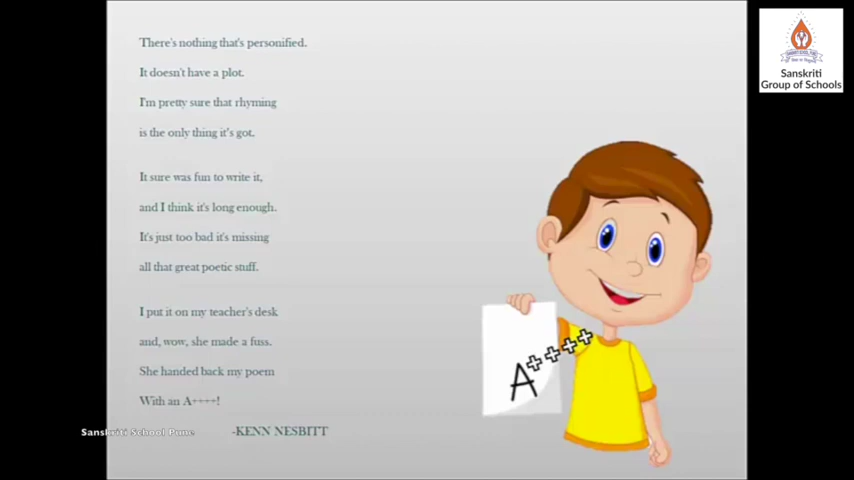 There's nothing that's personified.
It doesn't have a plot.
I'm pretty sure that rhyming
is the only thing it's got.
It sure was fun to write it,
and I think it's long enough.
It's just too bad it's missing
all that great poetic stuff.
I put it on my teacher's desk
and, wow, she made a fuss.
She handed back my poem
With an A++++!
-KENN NESBITT
A++++
Sanskriti School Pune
Sanskriti
Group of Schools